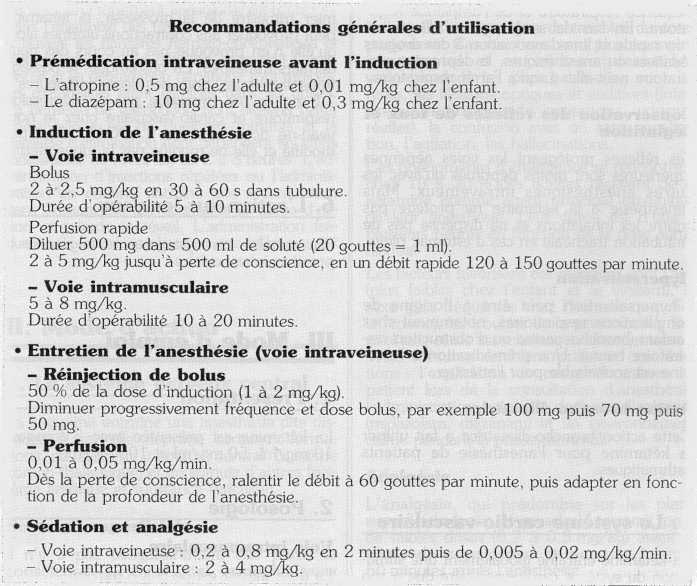 Recommandations générales d'utilisation
• Prémédication intraveineuse avant l'induction
– L'atropine : 0,5 mg chez l'adulte et 0,01 mg/kg chez l'enfant.
– Le diazépam : 10 mg chez l'adulte et 0,3 mg/kg chez l'enfant.
• Induction de l'anesthésie
– Voie intraveineuse
Bolus
2 à 2,5 mg/kg en 30 à 60 s dans tubulure.
Durée d'opérabilité 5 à 10 minutes.
Perfusion rapide
Diluer 500 mg dans 500 ml de soluté (20 gouttes = 1 ml).
2 à 5 mg/kg jusqu'à perte de conscience, en un débit rapide 120 à 150 gouttes par minute.
– Voie intramusculaire
5 à 8 mg/kg.
Durée d'opérabilité 10 à 20 minutes.
• Entretien de l'anesthésie (voie intraveineuse)
– Réinjection de bolus
50 % de la dose d'induction (1 à 2 mg/kg).
Diminuer progressivement fréquence et dose bolus, par exemple 100 mg puis 70 mg puis
50 mg.
– Perfusion
0,01 à 0,05 mg/kg/min.
Dès la perte de conscience, ralentir le débit à 60 gouttes par minute, puis adapter en fonc-
tion de la profondeur de l'anesthésie.
• Sédation et analgésie
– Voie intraveineuse : 0,2 à 0,8 mg/kg en 2 minutes puis de 0,005 à 0,02 mg/kg/min.
– Voie intramusculaire : 2 à 4 mg/kg.